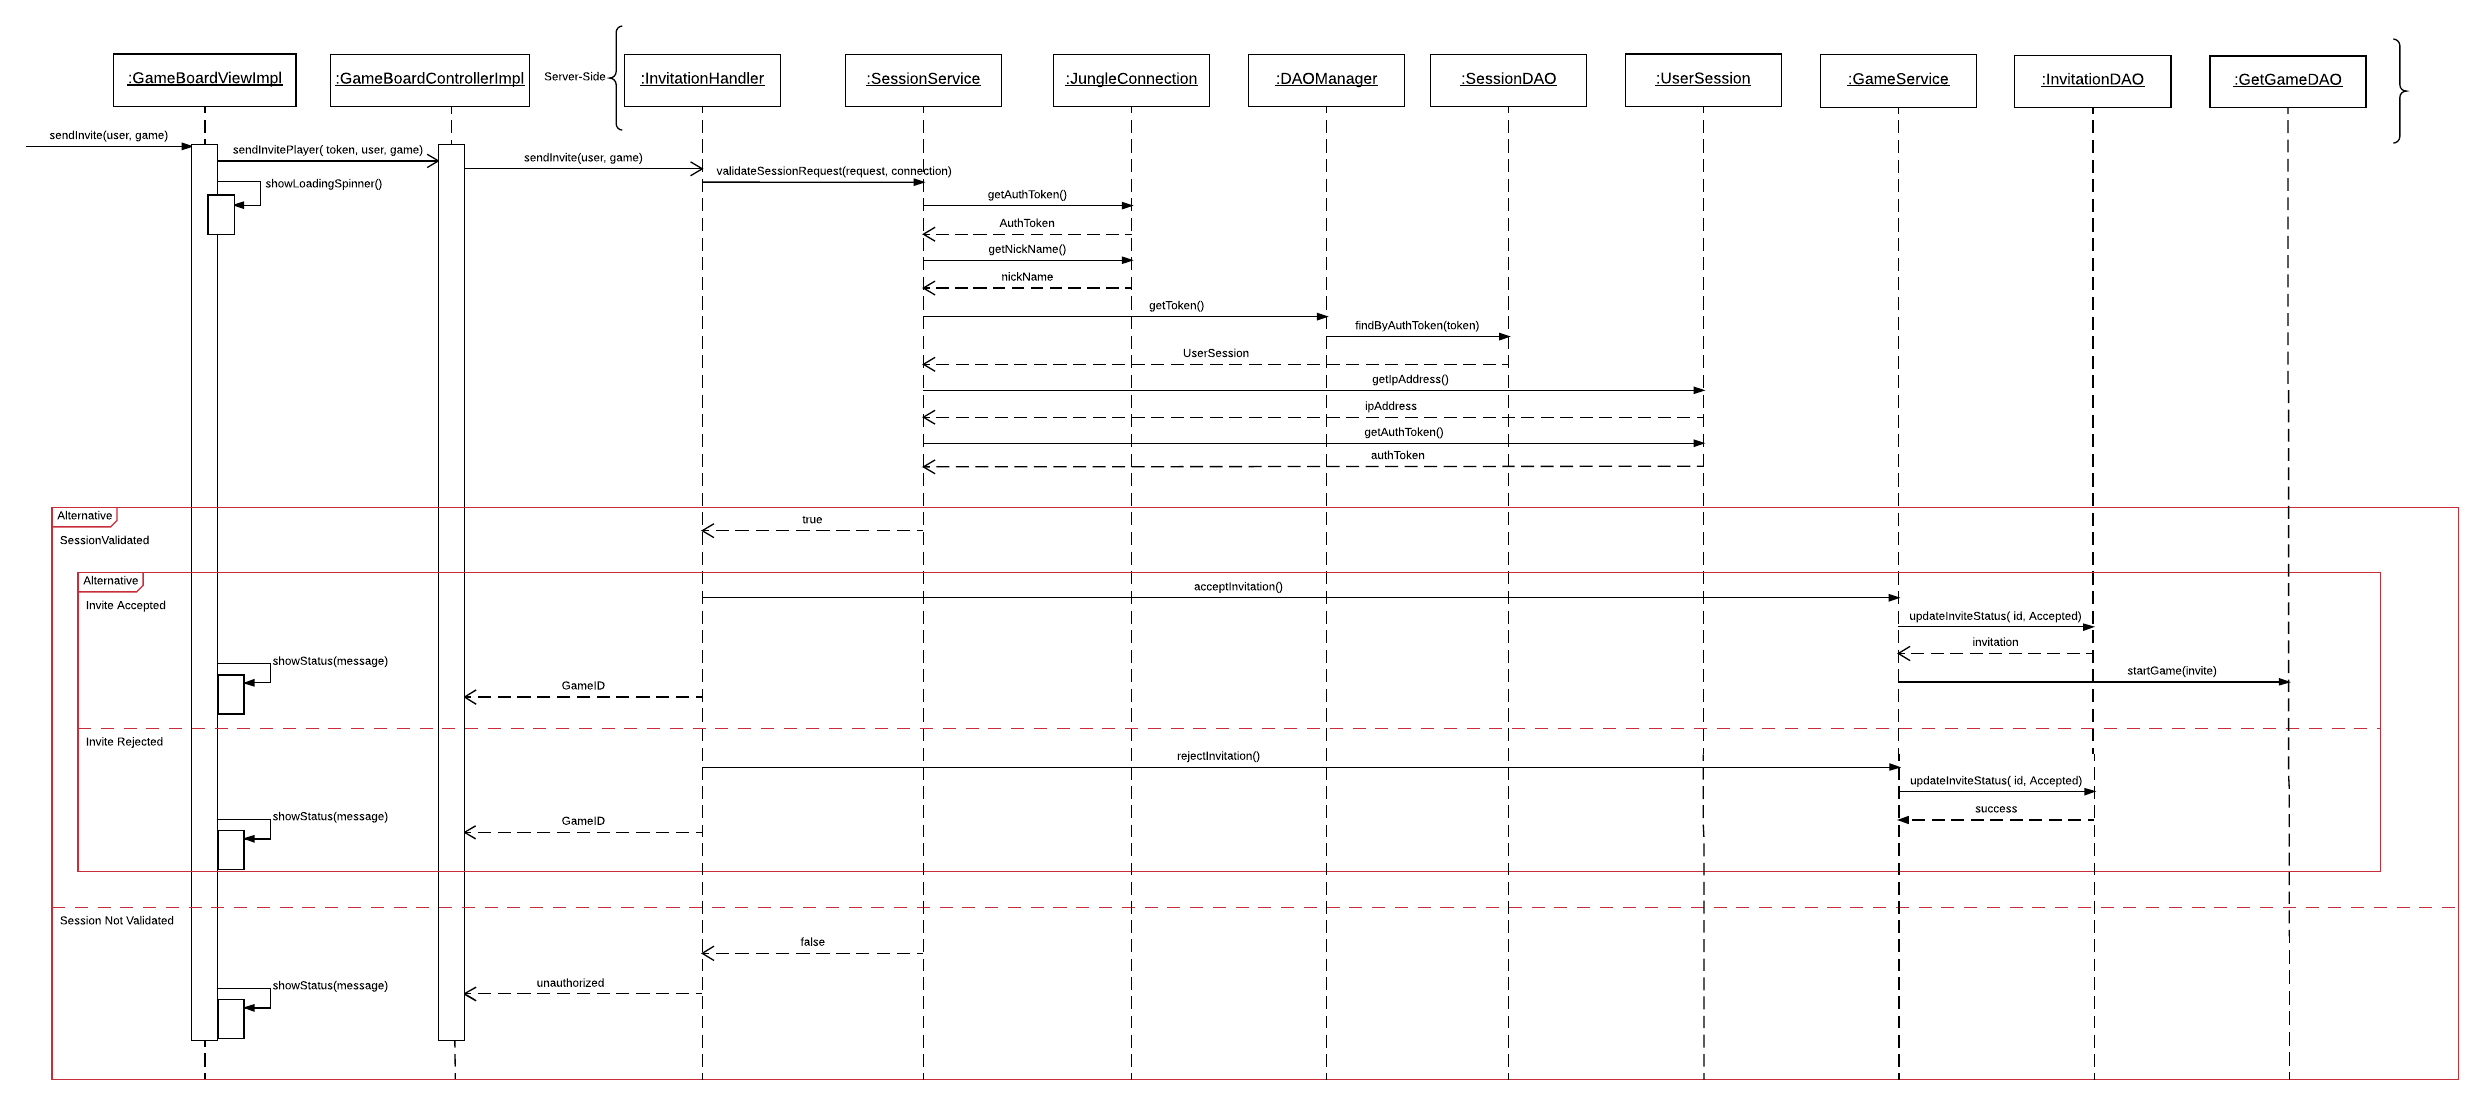 :GameBoardViewImpl
:GameBoardControllerImpl
Server-Side
:InvitationHandler
:SessionService
:JungleConnection
:DAOManager
:SessionDAO
:UserSession
:GameService
:InvitationDAO
:GetGameDAO
sendInvite(user, game)
sendInvitePlayer( token, user, game)
sendInvite(user, game)
validateSessionRequest(request, connection)
showLoadingSpinner()
getAuthToken()
AuthToken
getNickName()
nickName
getToken()
findByAuthToken(token)
UserSession
getIpAddress()
ipAddress
getAuthToken()
authToken
Alternative
true
SessionValidated
Alternative
acceptInvitation()
Invite Accepted
updateInviteStatus( id, Accepted)
invitation
showStatus(message)
startGame(invite)
GameID
Invite Rejected
rejectInvitation()
updateInviteStatus( id, Accepted)
success
showStatus(message)
GameID
Session Not Validated
false
unauthorized
showStatus(message)